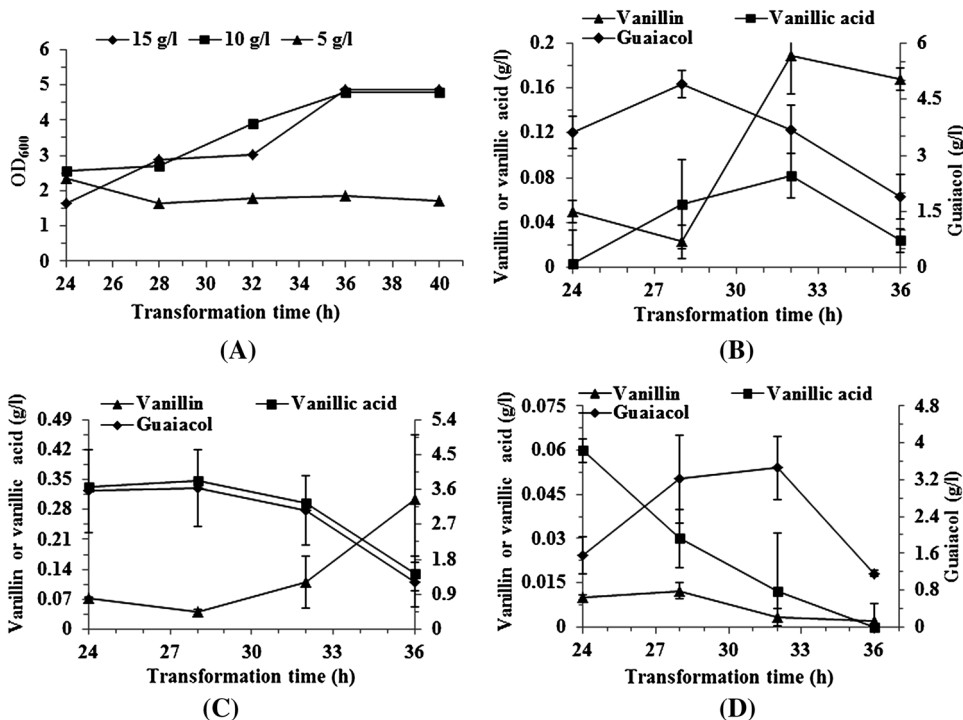 15 g/l 10 g/l 5 g/l
OD600
6
5
4
3
2
1
0
24 26 28 30 32 34 36 38 40
Transformation time (h)
(A)
Vanillin Vanillic acid
Guaiacol
Vanillin or vanillic acid (g/l)
0.2
0.16
0.12
0.08
0.04
0
6
4.5
3
1.5
0
Guaiacol (g/l)
24 27 30 33 36
Transformation time (h)
(B)
Vanillin Vanillic acid
Guaiacol
Vanillin or vanillic acid (g/l)
0.49
0.42
0.35
0.28
0.21
0.14
0.07
0
5.4
4.5
3.6
2.7
1.8
0.9
0
24 27 30 33 36
Transformation time (h)
(C)
Vanillin Vanillic acid
Guaiacol
Vanillin or vanillic acid (g/l)
0.075
0.06
0.045
0.03
0.015
0
4.8
4
3.2
2.4
1.6
0.8
0
Guaiacol (g/l)
24 27 30 33 36
Transformation time (h)
(D)